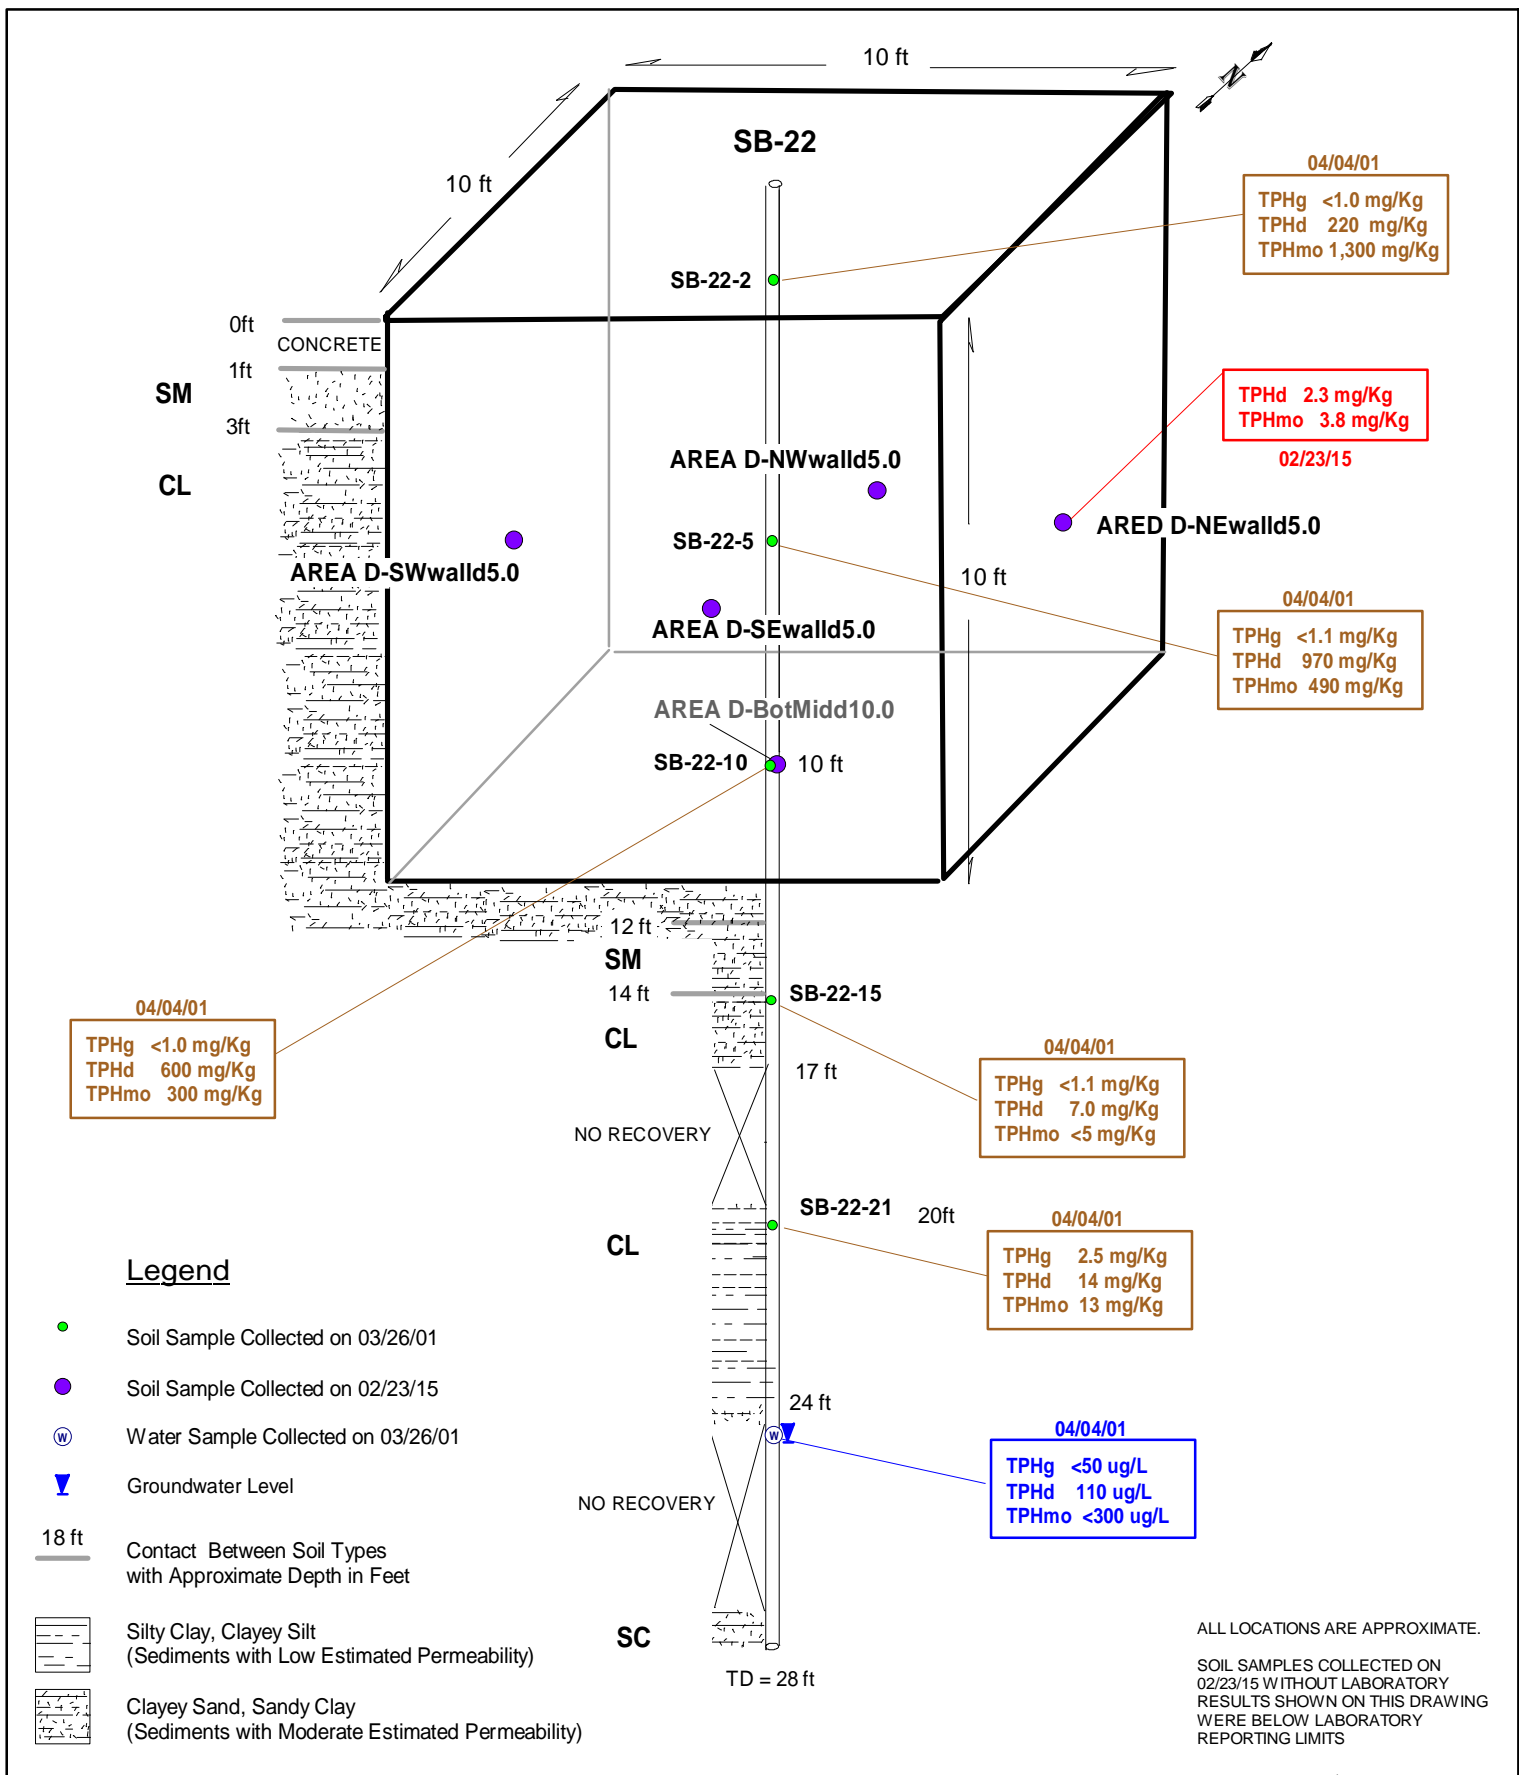 10 ft
N
SB-22
10 ft
04/04/01
TPHg <1.0 mg/Kg
TPHd 220 mg/Kg
TPHmo 1,300 mg/Kg
SB-22-2
0ft
CONCRETE
1ft
SM
3ft
CL
TPHd 2.3 mg/Kg
TPHmo 3.8 mg/Kg
02/23/15
AREA D-NWwalld5.0
ARED D-NEwalld5.0
SB-22-5
AREA D-SWwalld5.0
10 ft
04/04/01
TPHg <1.1 mg/Kg
TPHd 970 mg/Kg
TPHmo 490 mg/Kg
AREA D-SEwalld5.0
AREA D-BotMidd10.0
SB-22-10
10 ft
12 ft
SM
14 ft
SB-22-15
CL
04/04/01
TPHg <1.0 mg/Kg
TPHd 600 mg/Kg
TPHmo 300 mg/Kg
17 ft
04/04/01
TPHg <1.1 mg/Kg
TPHd 7.0 mg/Kg
TPHmo <5 mg/Kg
NO RECOVERY
SB-22-21
20ft
CL
04/04/01
TPHg 2.5 mg/Kg
TPHd 14 mg/Kg
TPHmo 13 mg/Kg
24 ft
W
04/04/01
TPHg <50 ug/L
TPHd 110 ug/L
TPHmo <300 ug/L
NO RECOVERY
SC
TD = 28 ft
Legend
Soil Sample Collected on 03/26/01
Soil Sample Collected on 02/23/15
W
Water Sample Collected on 03/26/01
Groundwater Level
18 ft
Contact Between Soil Types
with Approximate Depth in Feet
Silty Clay, Clayey Silt
(Sediments with Low Estimated Permeability)
Clayey Sand, Sandy Clay
(Sediments with Moderate Estimated Permeability)
ALL LOCATIONS ARE APPROXIMATE.
SOIL SAMPLES COLLECTED ON
02/23/15 WITHOUT LABORATORY
RESULTS SHOWN ON THIS DRAWING
WERE BELOW LABORATORY
REPORTING LIMITS